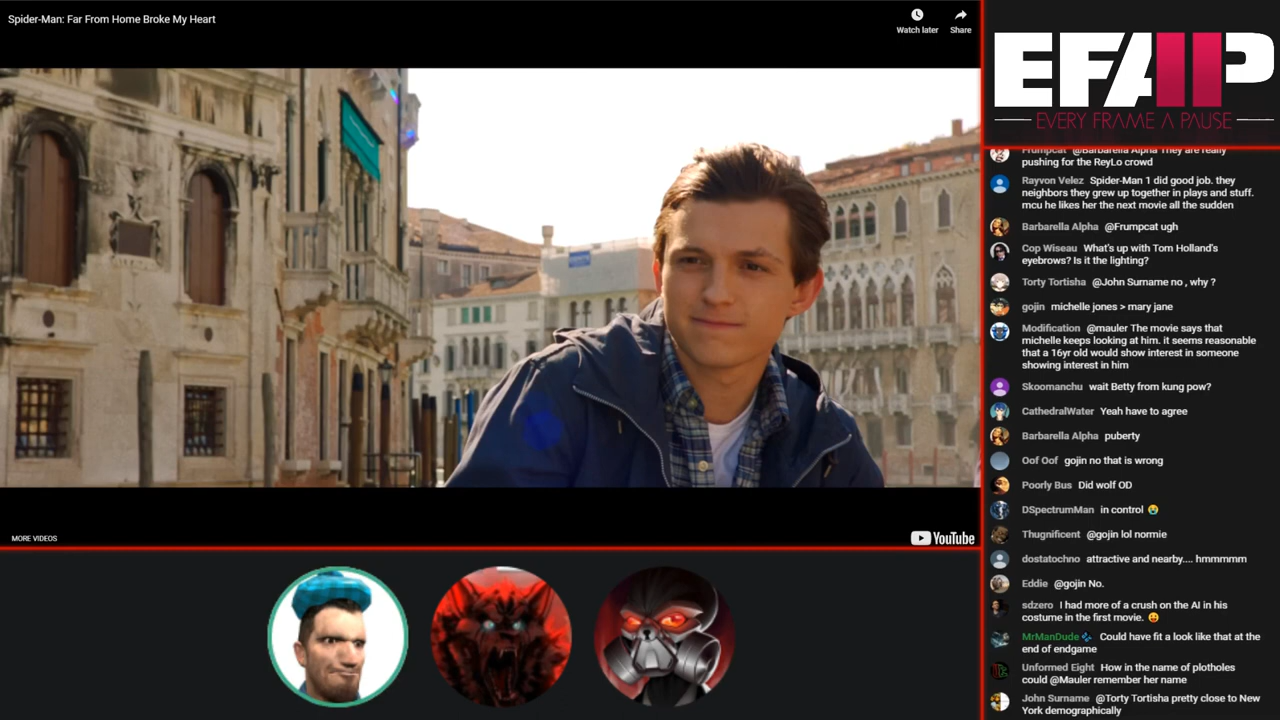 Spider-Man: Far From Home Broke My Heart
Watch later
Share
MORE VIDEOS
YouTube
EFAP
EVERY FRAME A PAUSE
Frumpcat @Barbarella Alpha They are really
pushing for the ReyLo crowd
Rayvon Velez Spider-Man 1 did good job. they
neighbors they grew up together in plays and stuff.
mcu he likes her the next movie all the sudden
Barbarella Alpha @Frumpcat ugh
Cop Wiseau What's up with Tom Holland's
eyebrows? Is it the lighting?
Torty Tortisha @John Surname no , why ?
gojin michelle jones > mary jane
Modification @mauler The movie says that
michelle keeps looking at him. it seems reasonable
that a 16yr old would show interest in someone
showing interest in him
Skoomanchu wait Betty from kung pow?
CathedralWater Yeah have to agree
Barbarella Alpha puberty
Oof Oof gojin no that is wrong
Poorly Bus Did wolf OD
DSpectrumMan in control 😭
Thugnificent @gojin lol normie
dostatochno attractive and nearby.... hmmmmm
Eddie @gojin No.
sdzero I had more of a crush on the AI in his
costume in the first movie. 😛
MrManDude Could have fit a look like that at the
end of endgame
Unformed Eight How in the name of plotholes
could @Mauler remember her name
John Surname @Torty Tortisha pretty close to New
York demographically